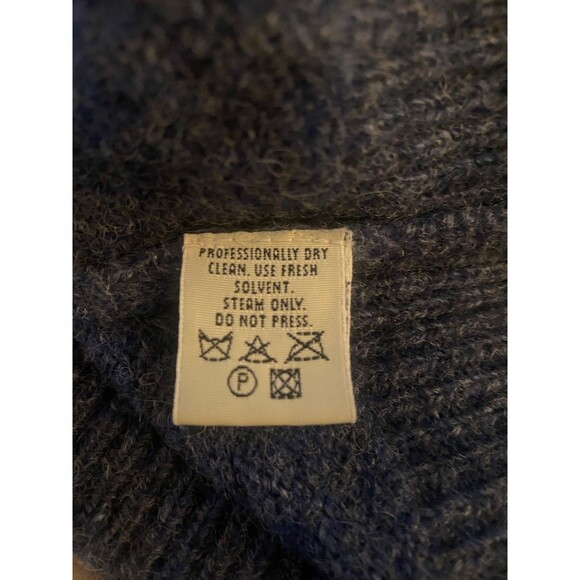 PROFESSIONALLY DRY
CLEAN. USE FRESH
SOLVENT.
STEAM ONLY.
DO NOT PRESS.
P